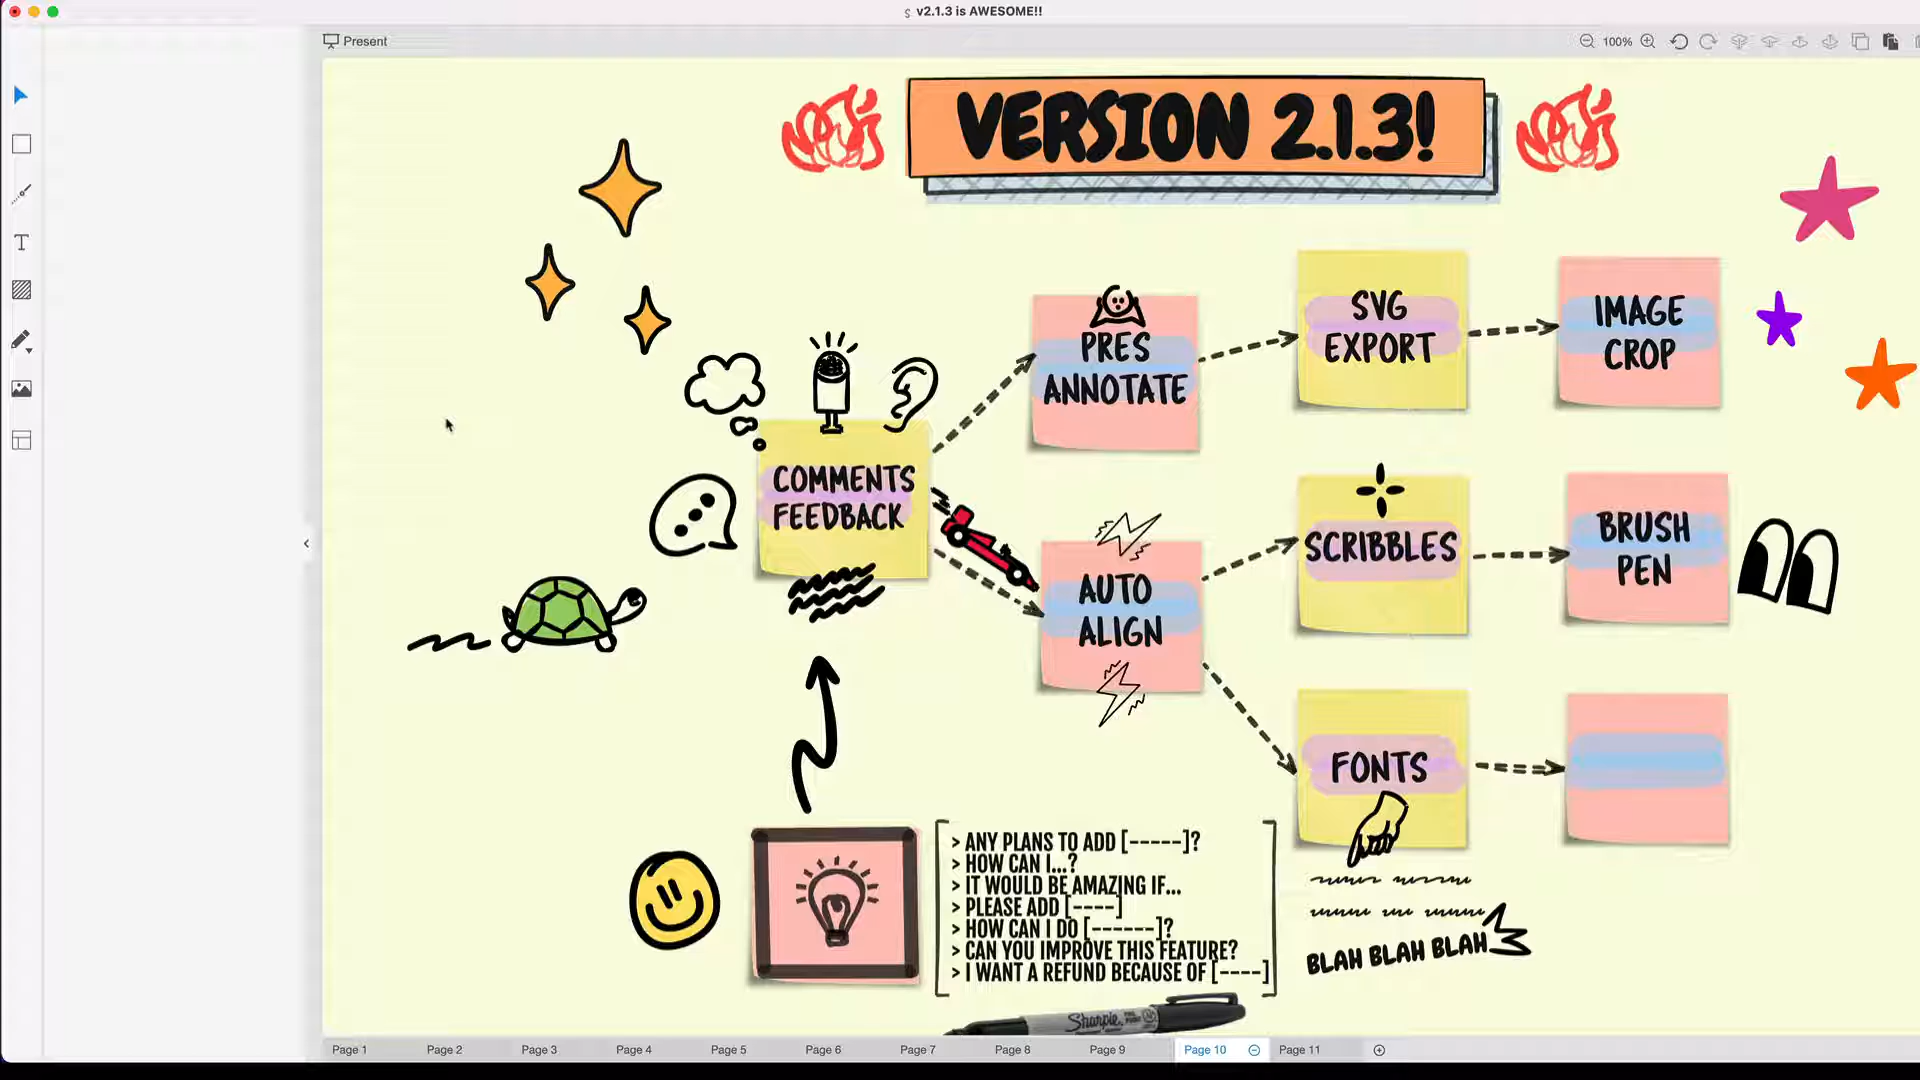 v2.1.3 is AWESOME!!
Present
100%
VERSION 2.1.3!
PRES
ANNOTATE
SVG
EXPORT
IMAGE
CROP
COMMENTS
FEEDBACK
AUTO
ALIGN
SCRIBBLES
BRUSH
PEN
FONTS
> ANY PLANS TO ADD [-----]?
> HOW CAN I...?
> IT WOULD BE AMAZING IF...
> PLEASE ADD [----]
> HOW CAN I DO [------]?
> CAN YOU IMPROVE THIS FEATURE?
> I WANT A REFUND BECAUSE OF [----]
BLAH BLAH BLAH
Sharpie
Page 1
Page 2
Page 3
Page 4
Page 5
Page 6
Page 7
Page 8
Page 9
Page 10
Page 11